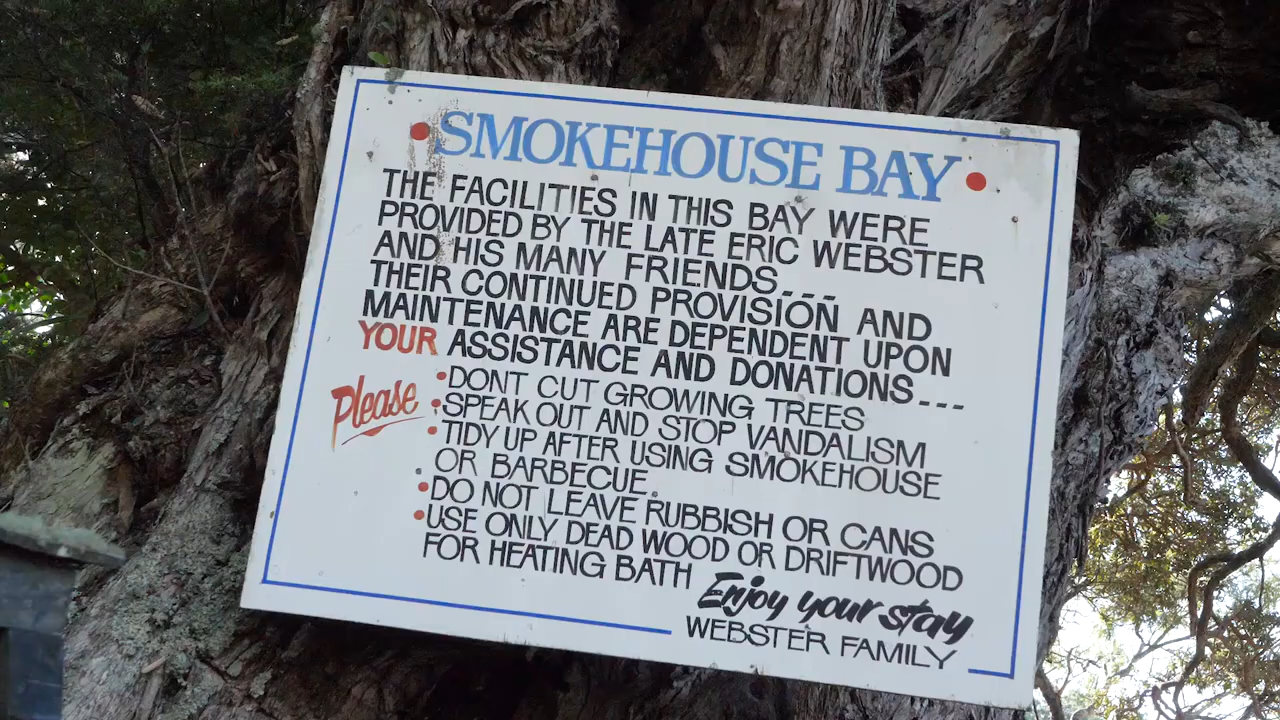 SMOKEHOUSE BAY
THE FACILITIES IN THIS BAY WERE
PROVIDED BY THE LATE ERIC WEBSTER
AND HIS MANY FRIENDS...
THEIR CONTINUED PROVISION AND
MAINTENANCE ARE DEPENDENT UPON
YOUR ASSISTANCE AND DONATIONS...
Please
• DONT CUT GROWING TREES
• SPEAK OUT AND STOP VANDALISM
• TIDY UP AFTER USING SMOKEHOUSE
OR BARBECUE.
• DO NOT LEAVE RUBBISH OR CANS
• USE ONLY DEAD WOOD OR DRIFTWOOD
FOR HEATING BATH
Enjoy your stay
WEBSTER FAMILY